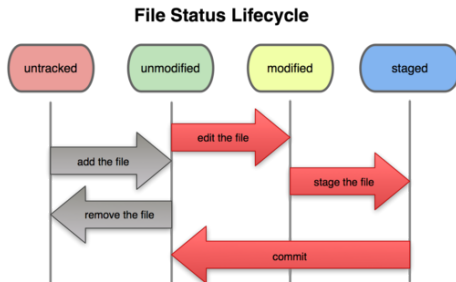 File Status Lifecycle
untracked
unmodified
modified
staged
edit the file
add the file
stage the file
remove the file
commit